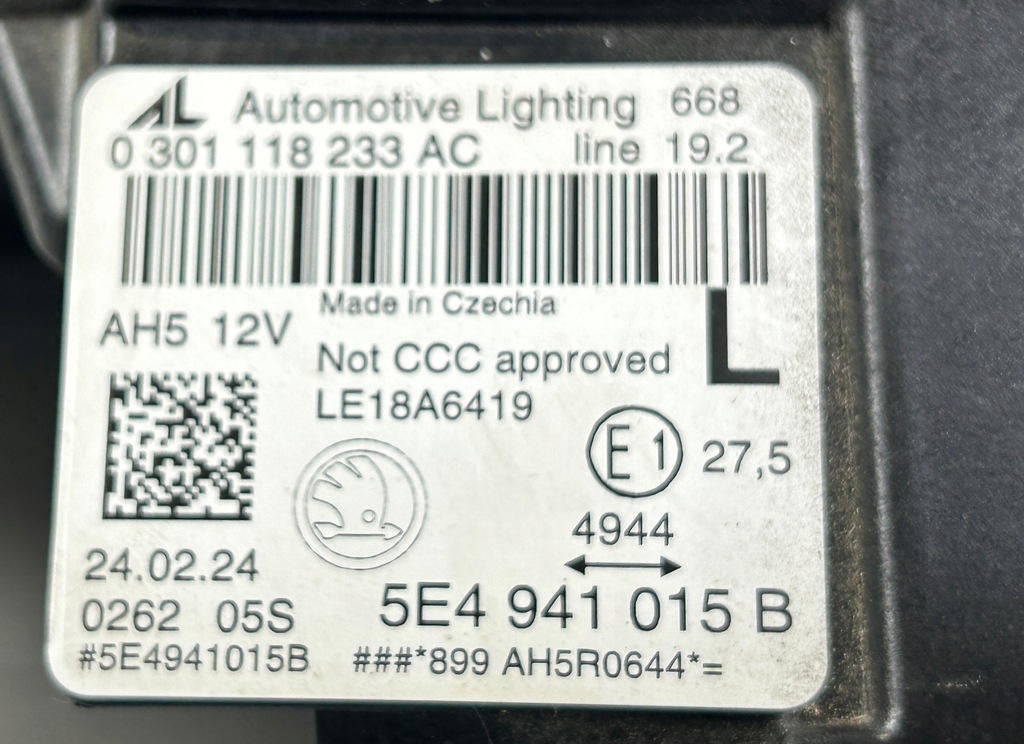 AL Automotive Lighting 668
0 301 118 233 AC line 19.2
Made in Czechia
AH5 12V
L
Not CCC approved
LE18A6419
E1 27,5
4944
24.02.24
5E4 941 015 B
0262 05S
#5E4941015B ###*899 AH5R0644*=